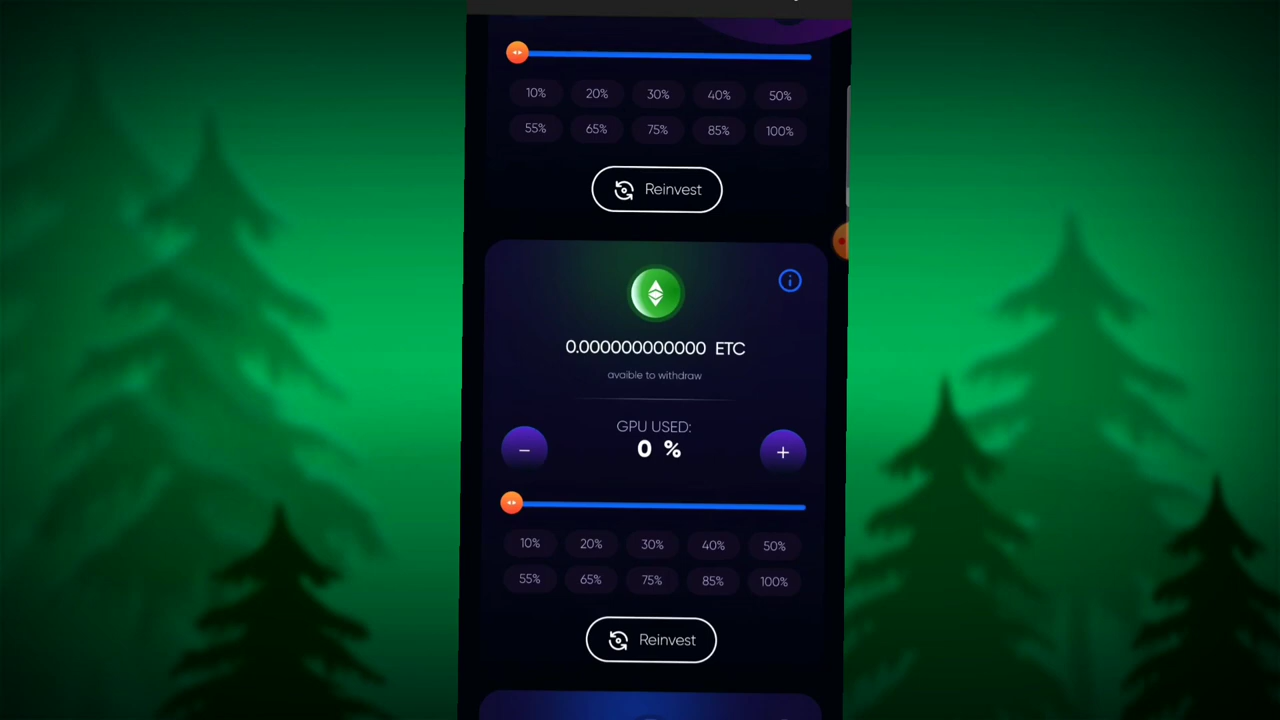 10% 20% 30% 40% 50%
55% 65% 75% 85% 100%
Reinvest
0.000000000000 ETC
avaible to withdraw
GPU USED:
0 %
10% 20% 30% 40% 50%
55% 65% 75% 85% 100%
Reinvest